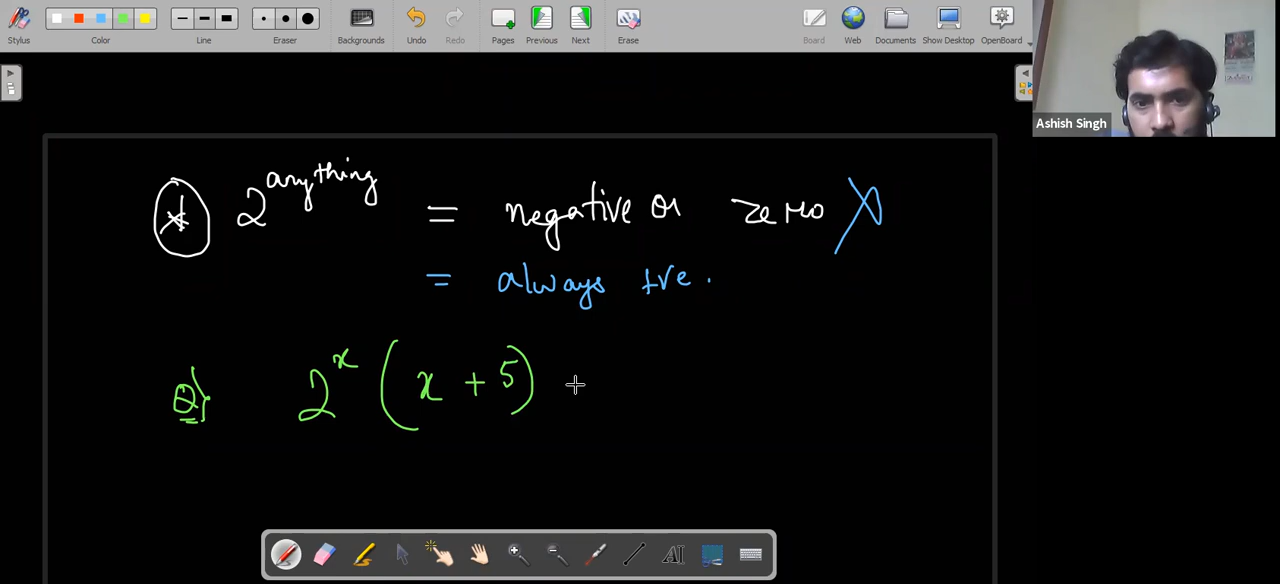 Stylus Color Line Eraser Backgrounds Undo Redo Pages Previous Next Erase Board Web Documents Show Desktop OpenBoard
Ashish Singh
2^anything = negative or zero
= always +ve.
Q) 2^x (x + 5)
AI